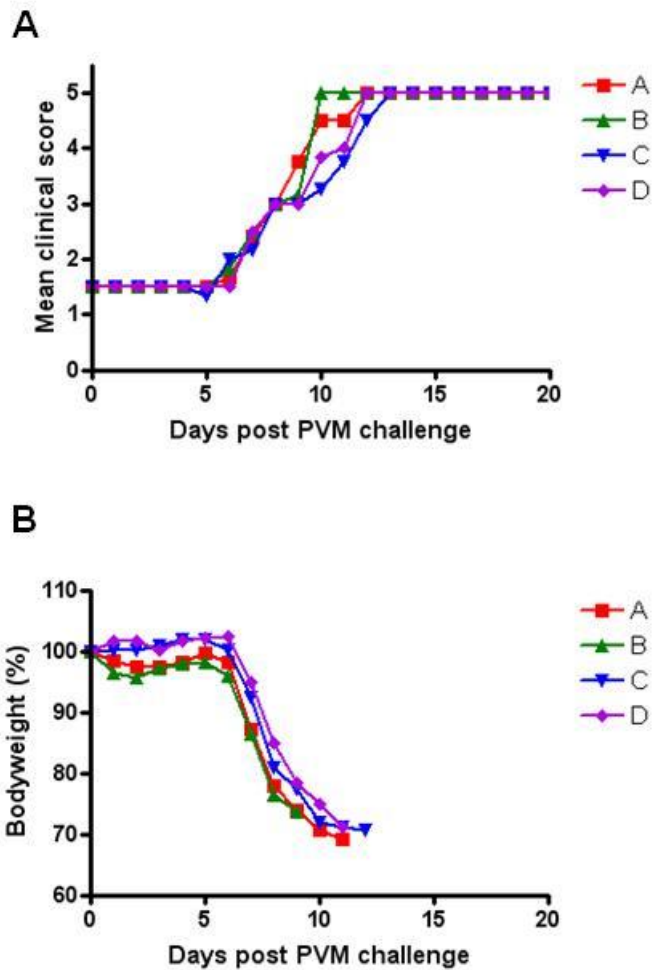 A
5
4
3
2
1
0
Mean clinical score
0 5 10 15 20
Days post PVM challenge
A
B
C
D
B
110
100
90
80
70
60
Bodyweight (%)
0 5 10 15 20
Days post PVM challenge
A
B
C
D